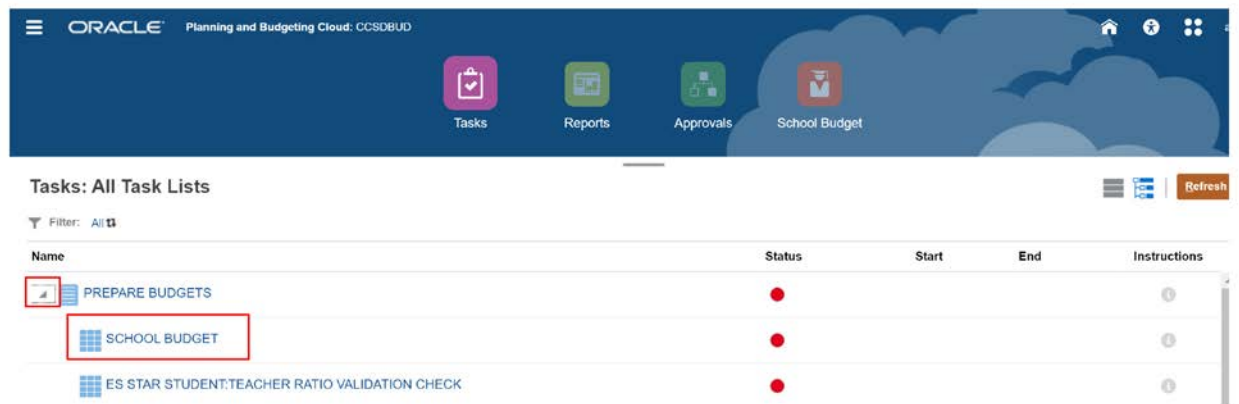 ORACLE Planning and Budgeting Cloud: CCSDBUD
Tasks Reports Approvals School Budget
Tasks: All Task Lists
Refresh
Filter: All
Name Status Start End Instructions
PREPARE BUDGETS
SCHOOL BUDGET
ES STAR STUDENT:TEACHER RATIO VALIDATION CHECK